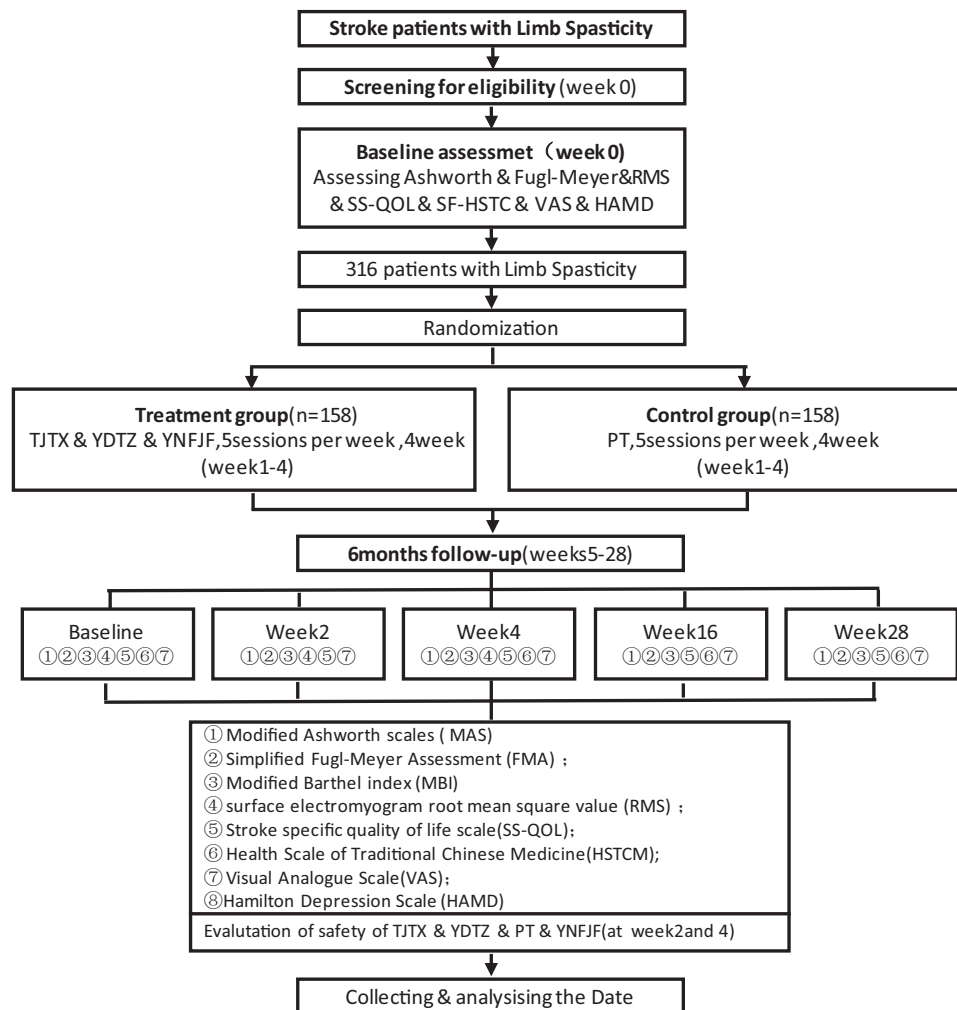 Stroke patients with Limb Spasticity
Screening for eligibility (week 0)
Baseline assessmet（week 0)
Assessing Ashworth & Fugl-Meyer&RMS
& SS-QOL & SF-HSTC & VAS & HAMD
316 patients with Limb Spasticity
Randomization
Treatment group(n=158)
TJTX & YDTZ & YNFJF,5sessions per week ,4week
(week1-4)
Control group(n=158)
PT,5sessions per week ,4week
(week1-4)
6months follow-up(weeks5-28)
Baseline
①②③④⑤⑥⑦
Week2
①②③④⑤⑦
Week4
①②③④⑤⑥⑦
Week16
①②③⑤⑥⑦
Week28
①②③⑤⑥⑦
① Modified Ashworth scales ( MAS)
② Simplified Fugl-Meyer Assessment (FMA) ；
③ Modified Barthel index (MBI)
④ surface electromyogram root mean square value (RMS) ；
⑤ Stroke specific quality of life scale(SS-QOL);
⑥ Health Scale of Traditional Chinese Medicine(HSTCM);
⑦ Visual Analogue Scale(VAS);
⑧Hamilton Depression Scale (HAMD)
Evalutation of safety of TJTX & YDTZ & PT & YNFJF(at week2and 4)
Collecting & analysising the Date